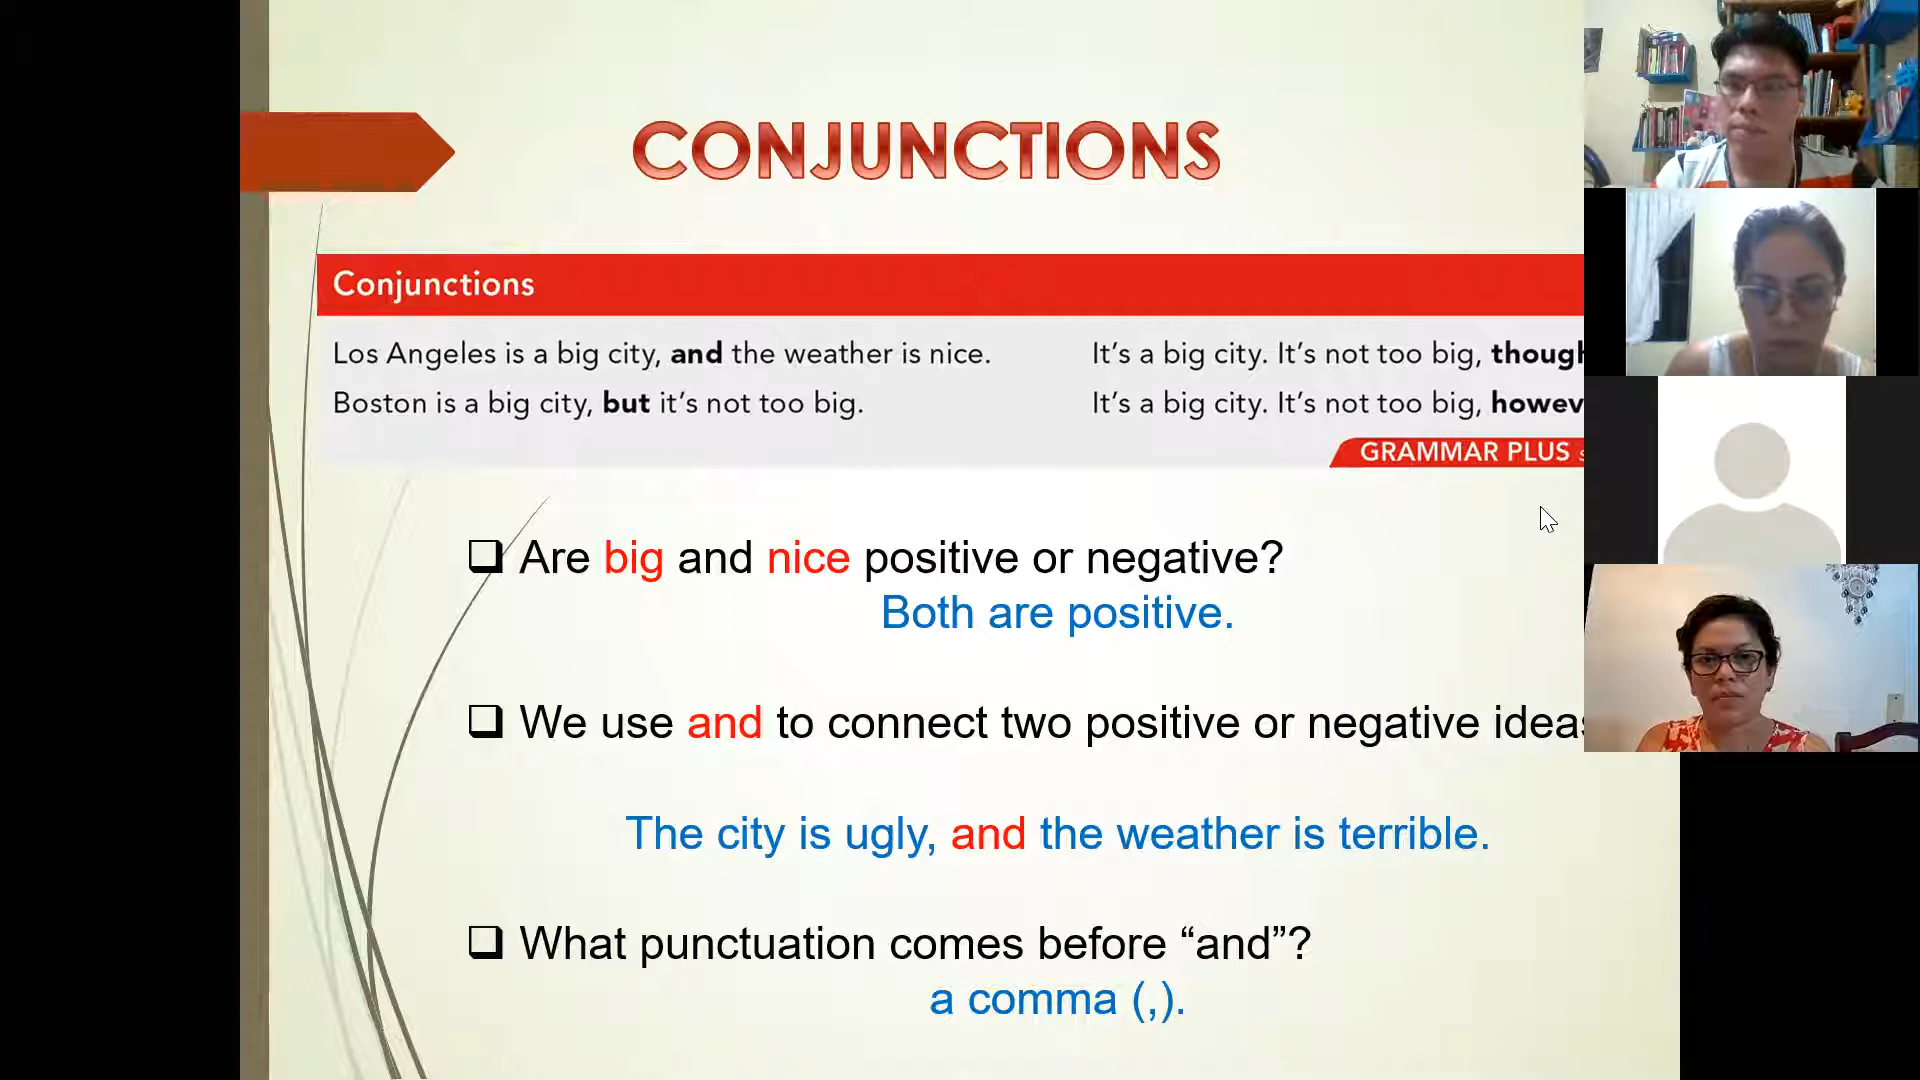 CONJUNCTIONS
Conjunctions
Los Angeles is a big city, and the weather is nice.
Boston is a big city, but it's not too big.
It's a big city. It's not too big, though
It's a big city. It's not too big, howev
GRAMMAR PLUS
Are big and nice positive or negative?
Both are positive.
We use and to connect two positive or negative ideas
The city is ugly, and the weather is terrible.
What punctuation comes before “and”?
a comma (,).